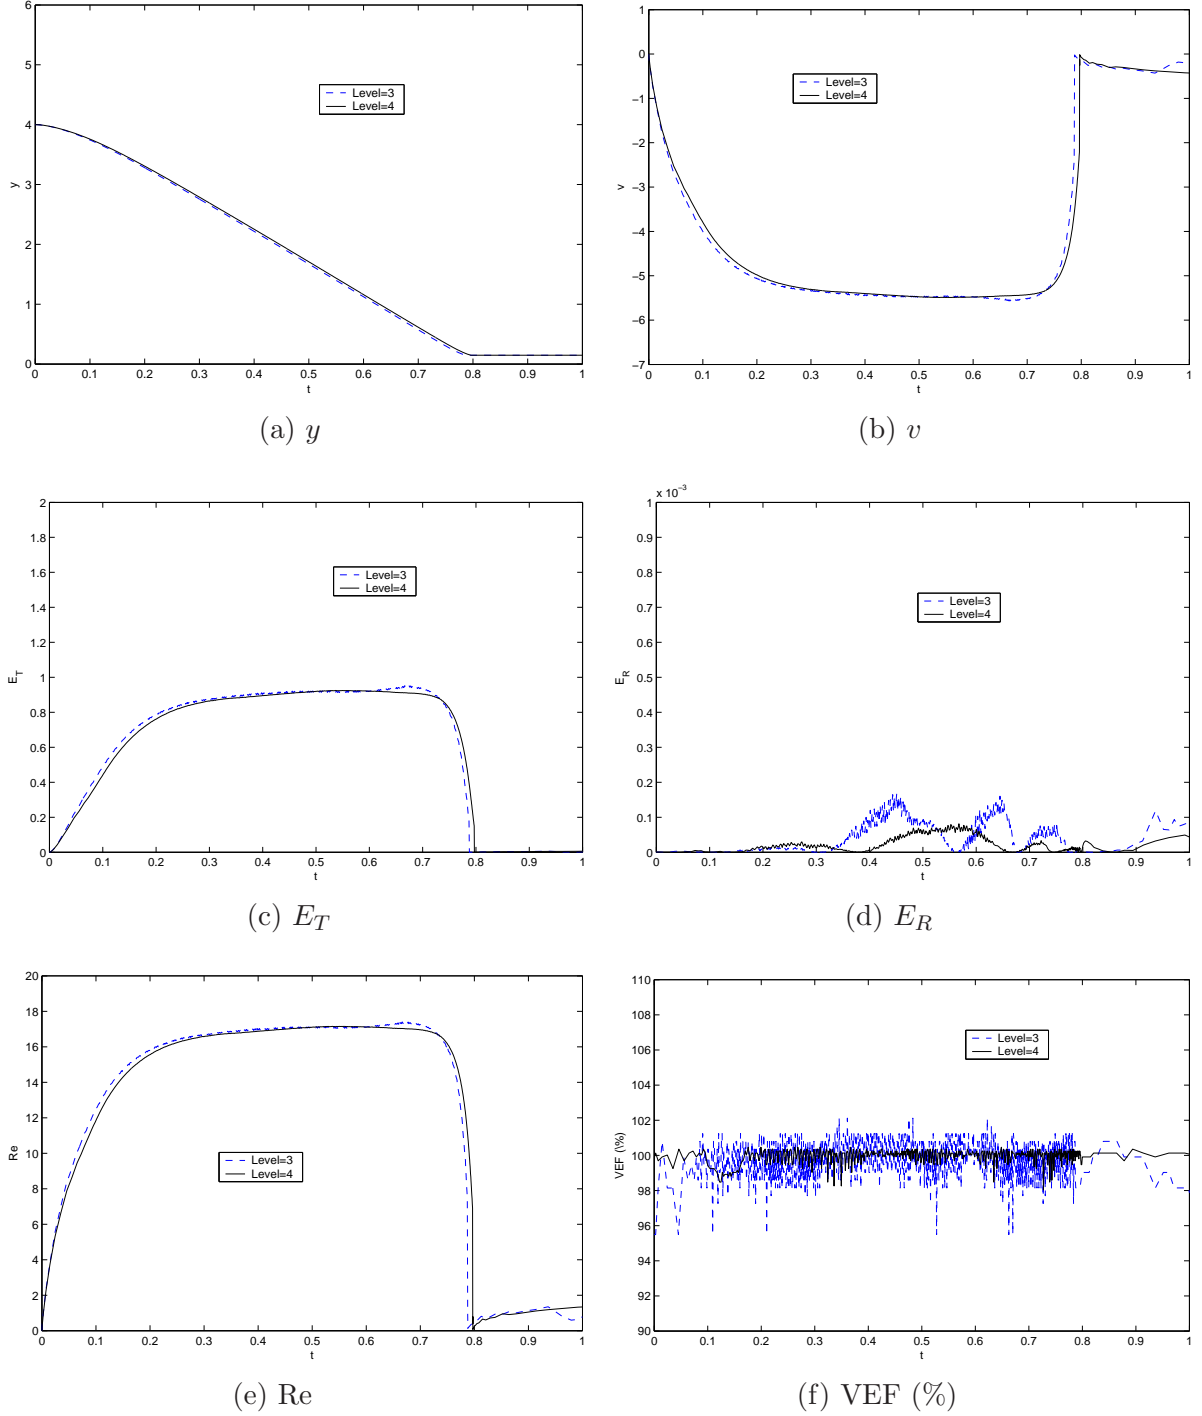 6
5
4
3
2
1
0
y
Level=3
Level=4
0 0.1 0.2 0.3 0.4 0.5 0.6 0.7 0.8 0.9 1
t
(a) y
1
0
−1
−2
−3
−4
−5
−6
−7
v
Level=3
Level=4
0 0.1 0.2 0.3 0.4 0.5 0.6 0.7 0.8 0.9 1
t
(b) v
2
1.8
1.6
1.4
1.2
1
0.8
0.6
0.4
0.2
0
E_T
Level=3
Level=4
0 0.1 0.2 0.3 0.4 0.5 0.6 0.7 0.8 0.9 1
t
(c) E_T
x 10^−3
1
0.9
0.8
0.7
0.6
0.5
0.4
0.3
0.2
0.1
0
E_R
Level=3
Level=4
0 0.1 0.2 0.3 0.4 0.5 0.6 0.7 0.8 0.9 1
t
(d) E_R
20
18
16
14
12
10
8
6
4
2
0
Re
Level=3
Level=4
0 0.1 0.2 0.3 0.4 0.5 0.6 0.7 0.8 0.9 1
t
(e) Re
110
108
106
104
102
100
98
96
94
92
90
VEF (%)
Level=3
Level=4
0 0.1 0.2 0.3 0.4 0.5 0.6 0.7 0.8 0.9 1
t
(f) VEF (%)